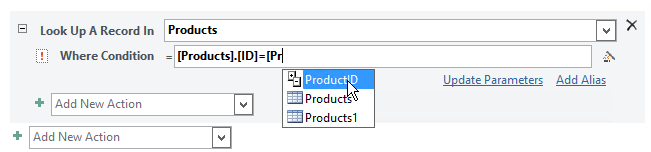 Look Up A Record In Products
Where Condition = [Products].[ID]=[Pr
ProductID
Update Parameters Add Alias
Products
Add New Action
Products1
Add New Action